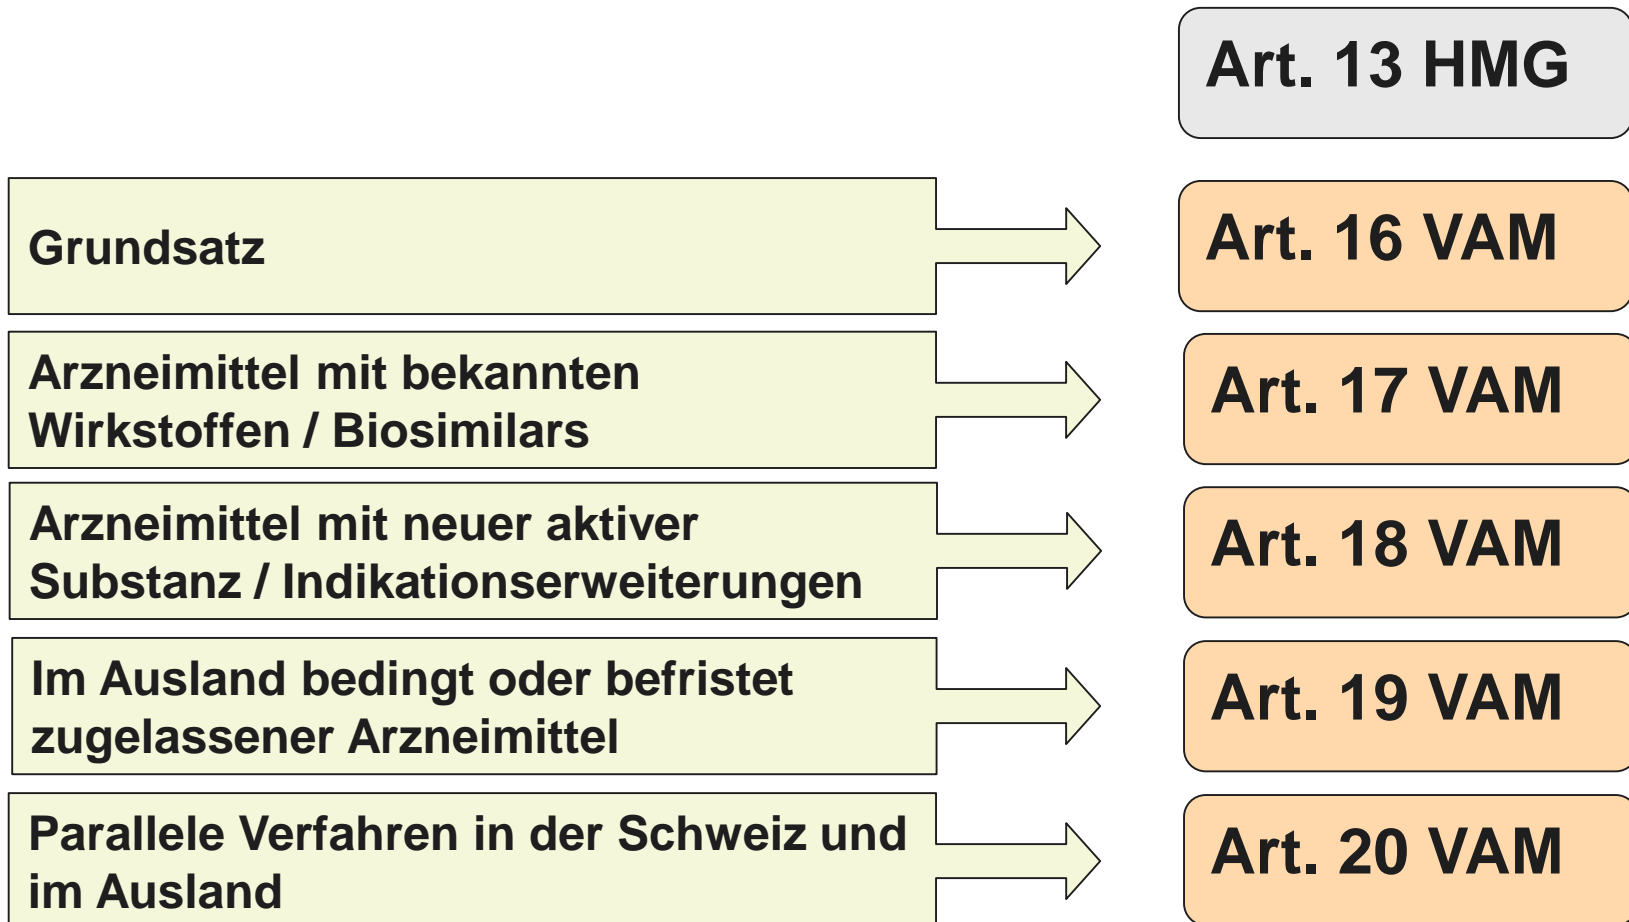 Art. 13 HMG
Grundsatz
Art. 16 VAM
Arzneimittel mit bekannten
Wirkstoffen / Biosimilars
Art. 17 VAM
Arzneimittel mit neuer aktiver
Substanz / Indikationserweiterungen
Art. 18 VAM
Im Ausland bedingt oder befristet
zugelassener Arzneimittel
Art. 19 VAM
Parallele Verfahren in der Schweiz und
im Ausland
Art. 20 VAM